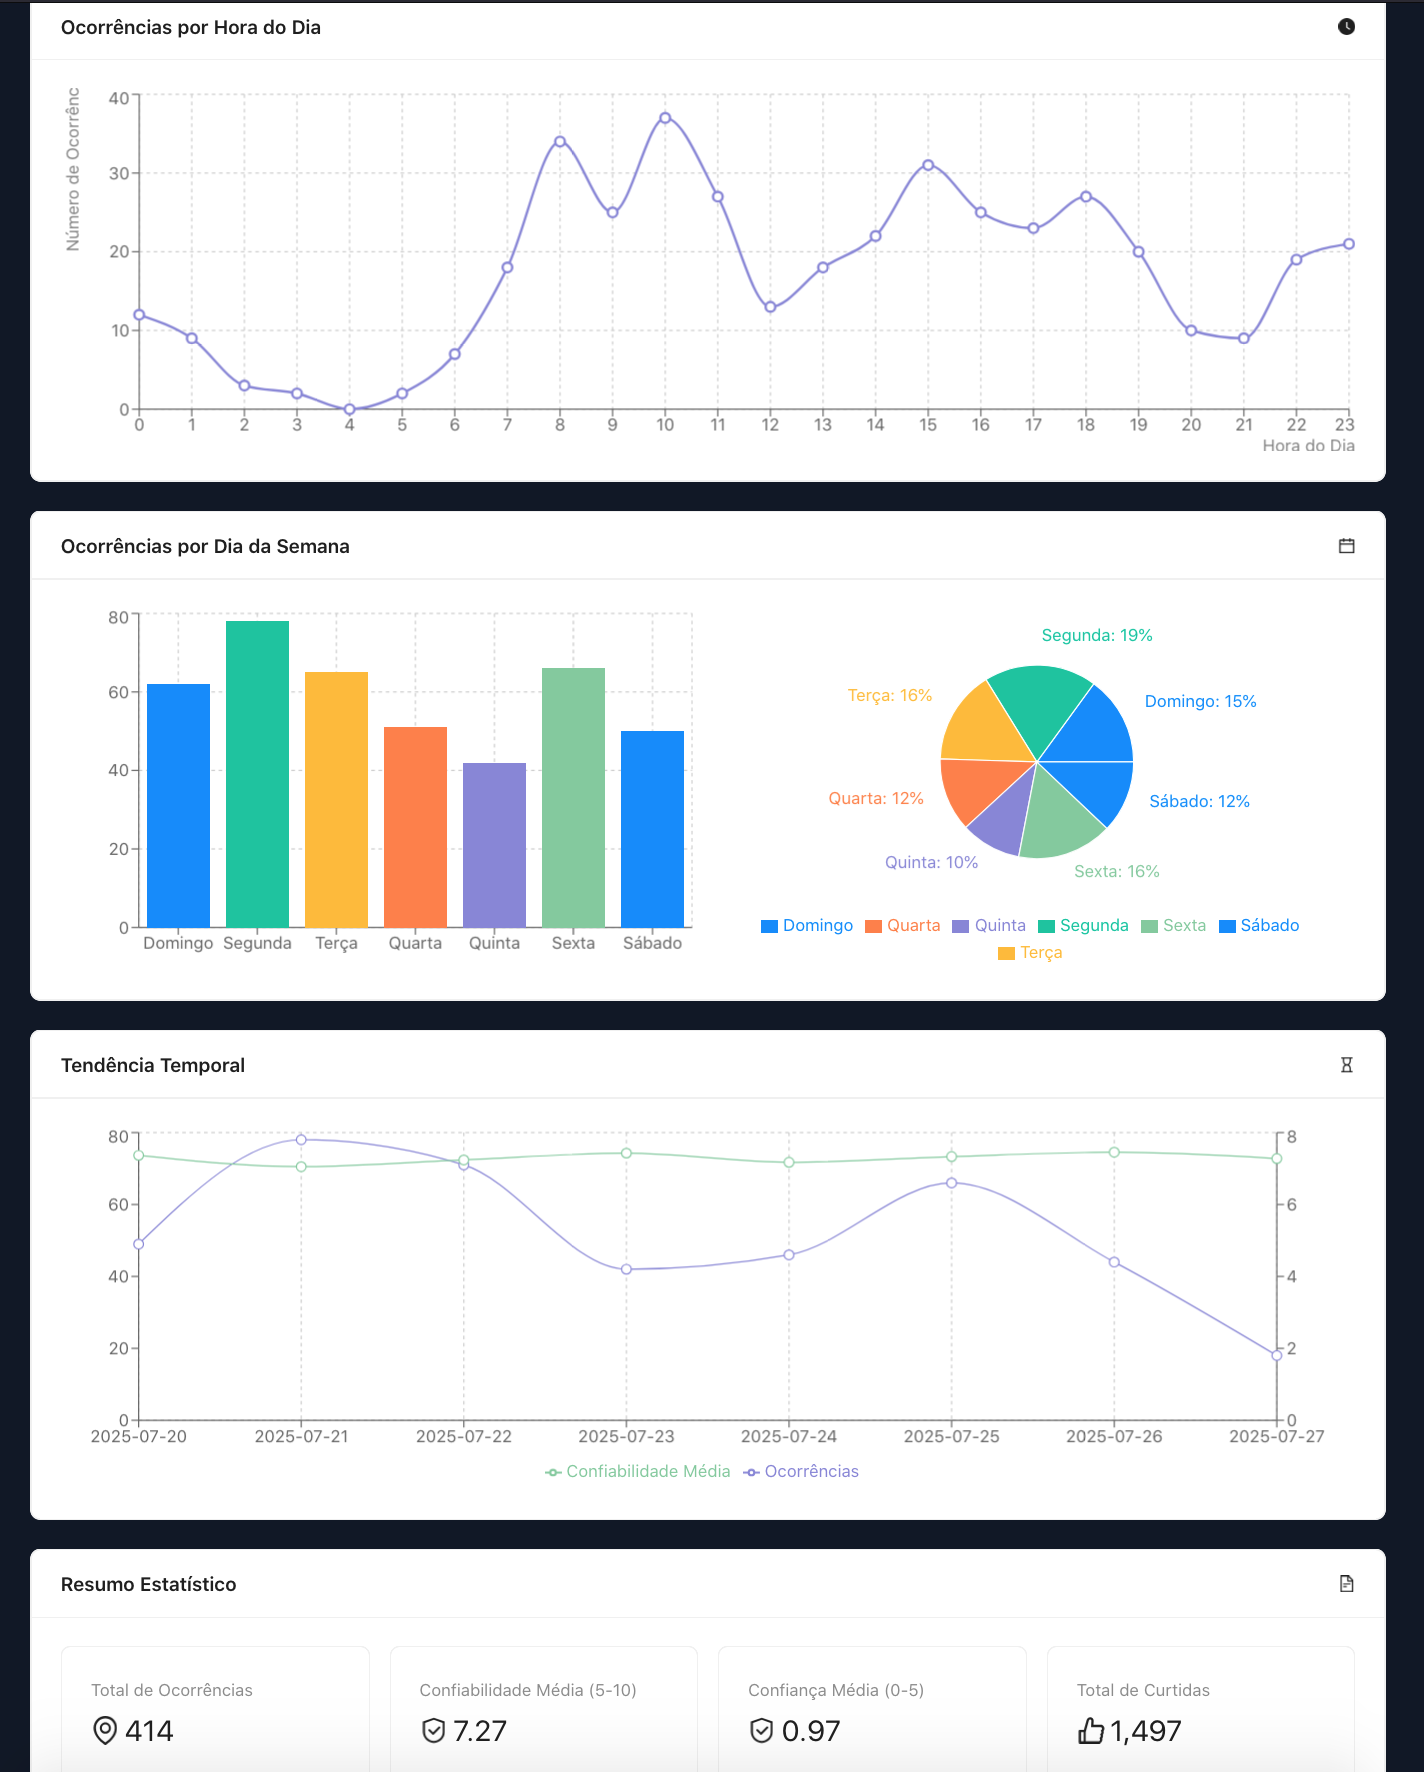 Ocorrências por Hora do Dia
Número de Ocorrênc
40
30
20
10
0
0 1 2 3 4 5 6 7 8 9 10 11 12 13 14 15 16 17 18 19 20 21 22 23
Hora do Dia
Ocorrências por Dia da Semana
80
60
40
20
0
Domingo Segunda Terça Quarta Quinta Sexta Sábado
Segunda: 19%
Terça: 16%
Domingo: 15%
Quarta: 12%
Sábado: 12%
Quinta: 10%
Sexta: 16%
Domingo Quarta Quinta Segunda Sexta Sábado
Terça
Tendência Temporal
80 8
60 6
40 4
20 2
0 0
2025-07-20 2025-07-21 2025-07-22 2025-07-23 2025-07-24 2025-07-25 2025-07-26 2025-07-27
Confiabilidade Média Ocorrências
Resumo Estatístico
Total de Ocorrências
414
Confiabilidade Média (5-10)
7.27
Confiança Média (0-5)
0.97
Total de Curtidas
1,497